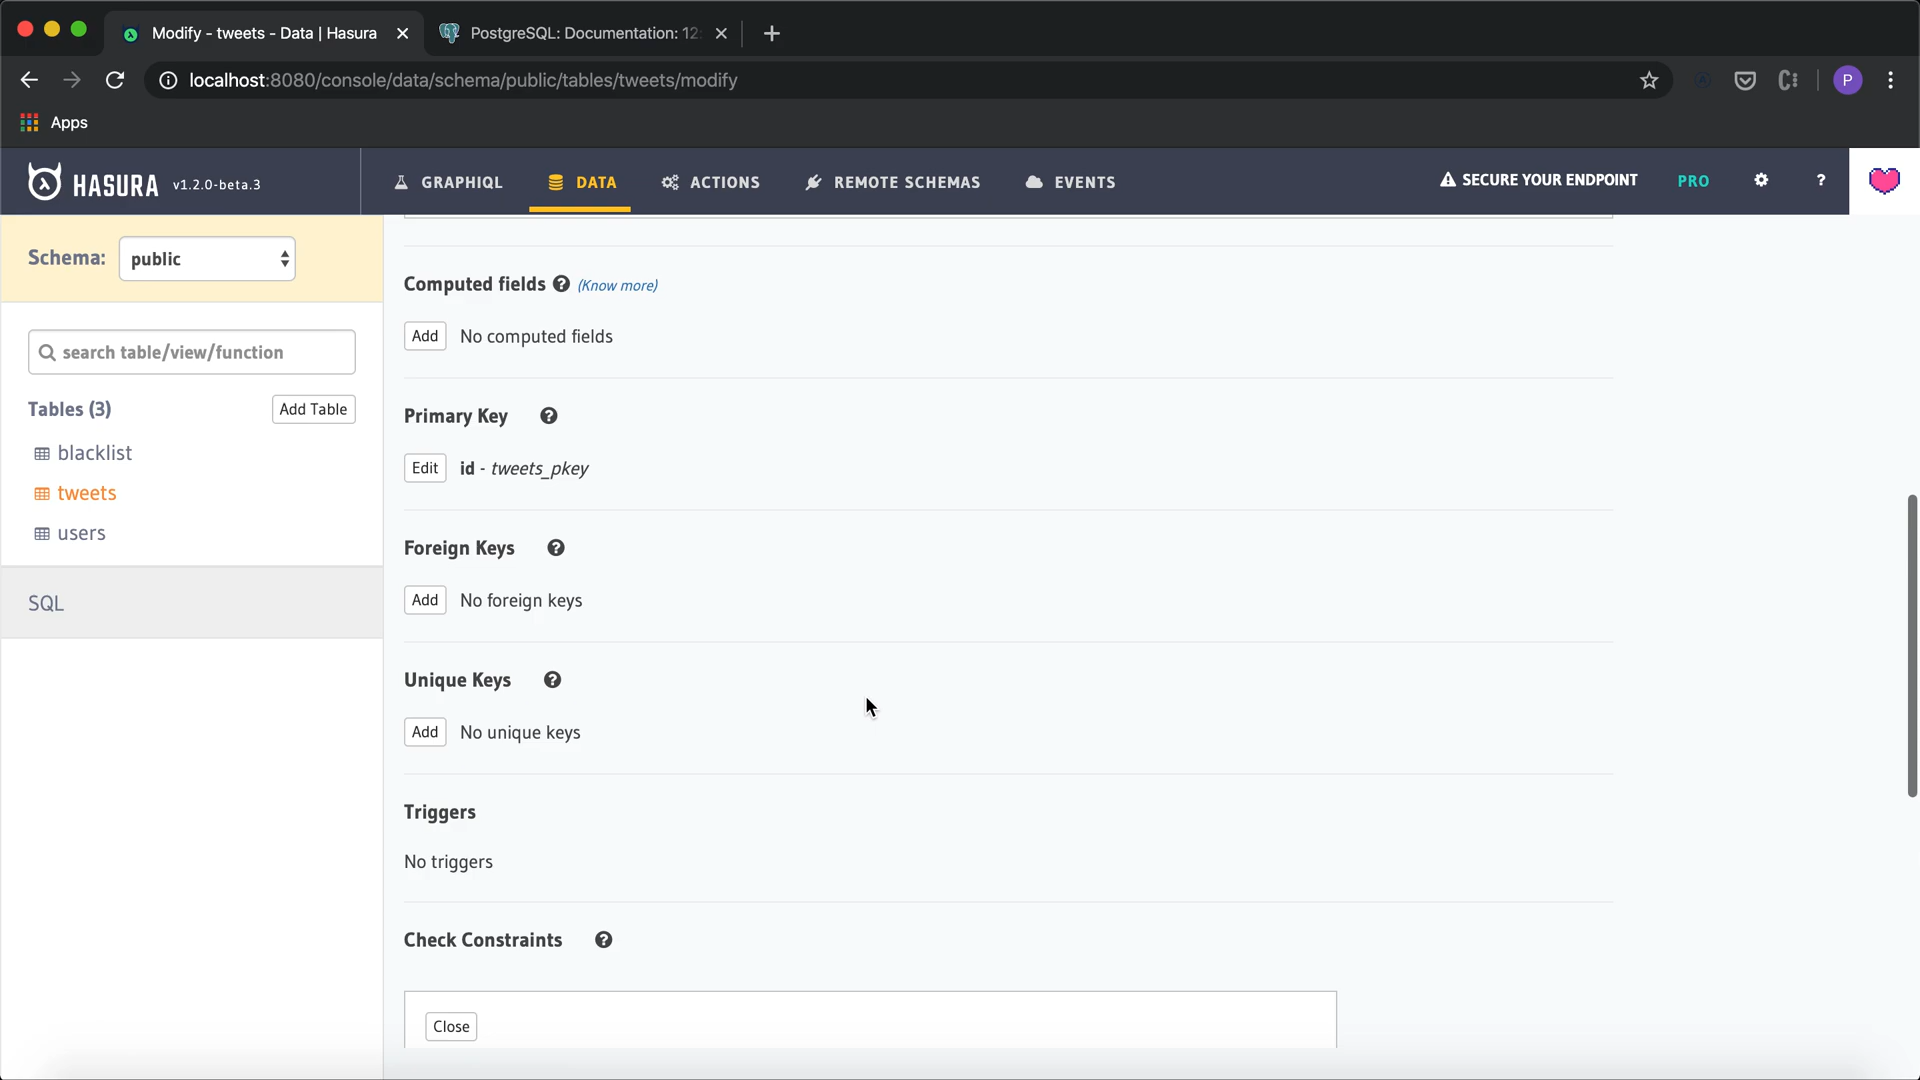 Modify - tweets - Data | Hasura
PostgreSQL: Documentation: 12:
localhost:8080/console/data/schema/public/tables/tweets/modify
P
Apps
HASURA v1.2.0-beta.3
GRAPHIQL
DATA
ACTIONS
REMOTE SCHEMAS
EVENTS
SECURE YOUR ENDPOINT
PRO
?
Schema: public
search table/view/function
Tables (3)
Add Table
blacklist
tweets
users
SQL
Computed fields ? (Know more)
Add No computed fields
Primary Key ?
Edit id - tweets_pkey
Foreign Keys ?
Add No foreign keys
Unique Keys ?
Add No unique keys
Triggers
No triggers
Check Constraints ?
Close